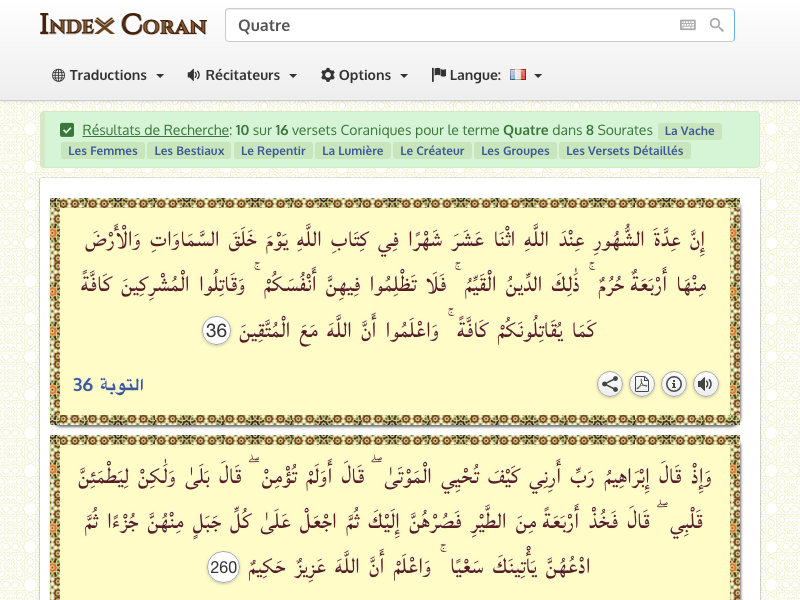 Index Coran
Quatre
Traductions
Récitateurs
Options
Langue:
Résultats de Recherche: 10 sur 16 versets Coraniques pour le terme Quatre dans 8 Sourates La Vache
Les Femmes Les Bestiaux Le Repentir La Lumière Le Créateur Les Groupes Les Versets Détaillés
إِنَّ عِدَّةَ الشُّهُورِ عِنْدَ اللَّهِ اثْنَا عَشَرَ شَهْرًا فِي كِتَابِ اللَّهِ يَوْمَ خَلَقَ السَّمَاوَاتِ وَالْأَرْضَ
مِنْهَا أَرْبَعَةٌ حُرُمٌ ۚ ذَٰلِكَ الدِّينُ الْقَيِّمُ ۚ فَلَا تَظْلِمُوا فِيهِنَّ أَنْفُسَكُمْ ۚ وَقَاتِلُوا الْمُشْرِكِينَ كَافَّةً
كَمَا يُقَاتِلُونَكُمْ كَافَّةً ۚ وَاعْلَمُوا أَنَّ اللَّهَ مَعَ الْمُتَّقِينَ 36
التوبة 36
وَإِذْ قَالَ إِبْرَاهِيمُ رَبِّ أَرِنِي كَيْفَ تُحْيِي الْمَوْتَىٰ ۖ قَالَ أَوَلَمْ تُؤْمِنْ ۖ قَالَ بَلَىٰ وَلَٰكِنْ لِيَطْمَئِنَّ
قَلْبِي ۖ قَالَ فَخُذْ أَرْبَعَةً مِنَ الطَّيْرِ فَصُرْهُنَّ إِلَيْكَ ثُمَّ اجْعَلْ عَلَىٰ كُلِّ جَبَلٍ مِنْهُنَّ جُزْءًا ثُمَّ
ادْعُهُنَّ يَأْتِينَكَ سَعْيًا ۚ وَاعْلَمْ أَنَّ اللَّهَ عَزِيزٌ حَكِيمٌ 260